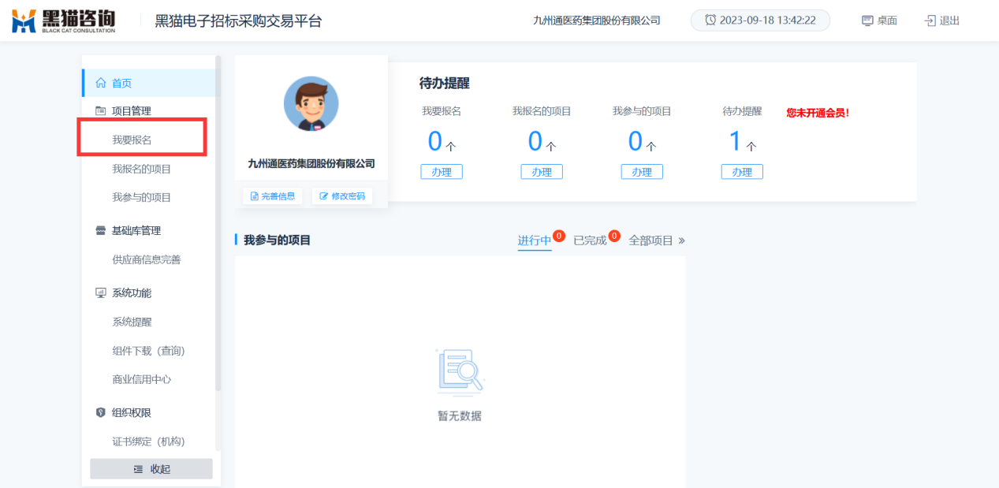 黑猫咨询
BLACK CAT CONSULTATION
黑猫电子招标采购交易平台
九州通医药集团股份有限公司
2023-09-18 13:42:22
桌面
退出
首页
项目管理
我要报名
我报名的项目
我参与的项目
基础库管理
供应商信息完善
系统功能
系统提醒
组件下载（查询）
商业信用中心
组织权限
证书绑定（机构）
收起
九州通医药集团股份有限公司
完善信息
修改密码
待办提醒
我要报名 我报名的项目 我参与的项目 待办提醒 您未开通会员！
0 个 0 个 0 个 1 个
办理 办理 办理 办理
我参与的项目
进行中 0 已完成 0 全部项目 »
暂无数据